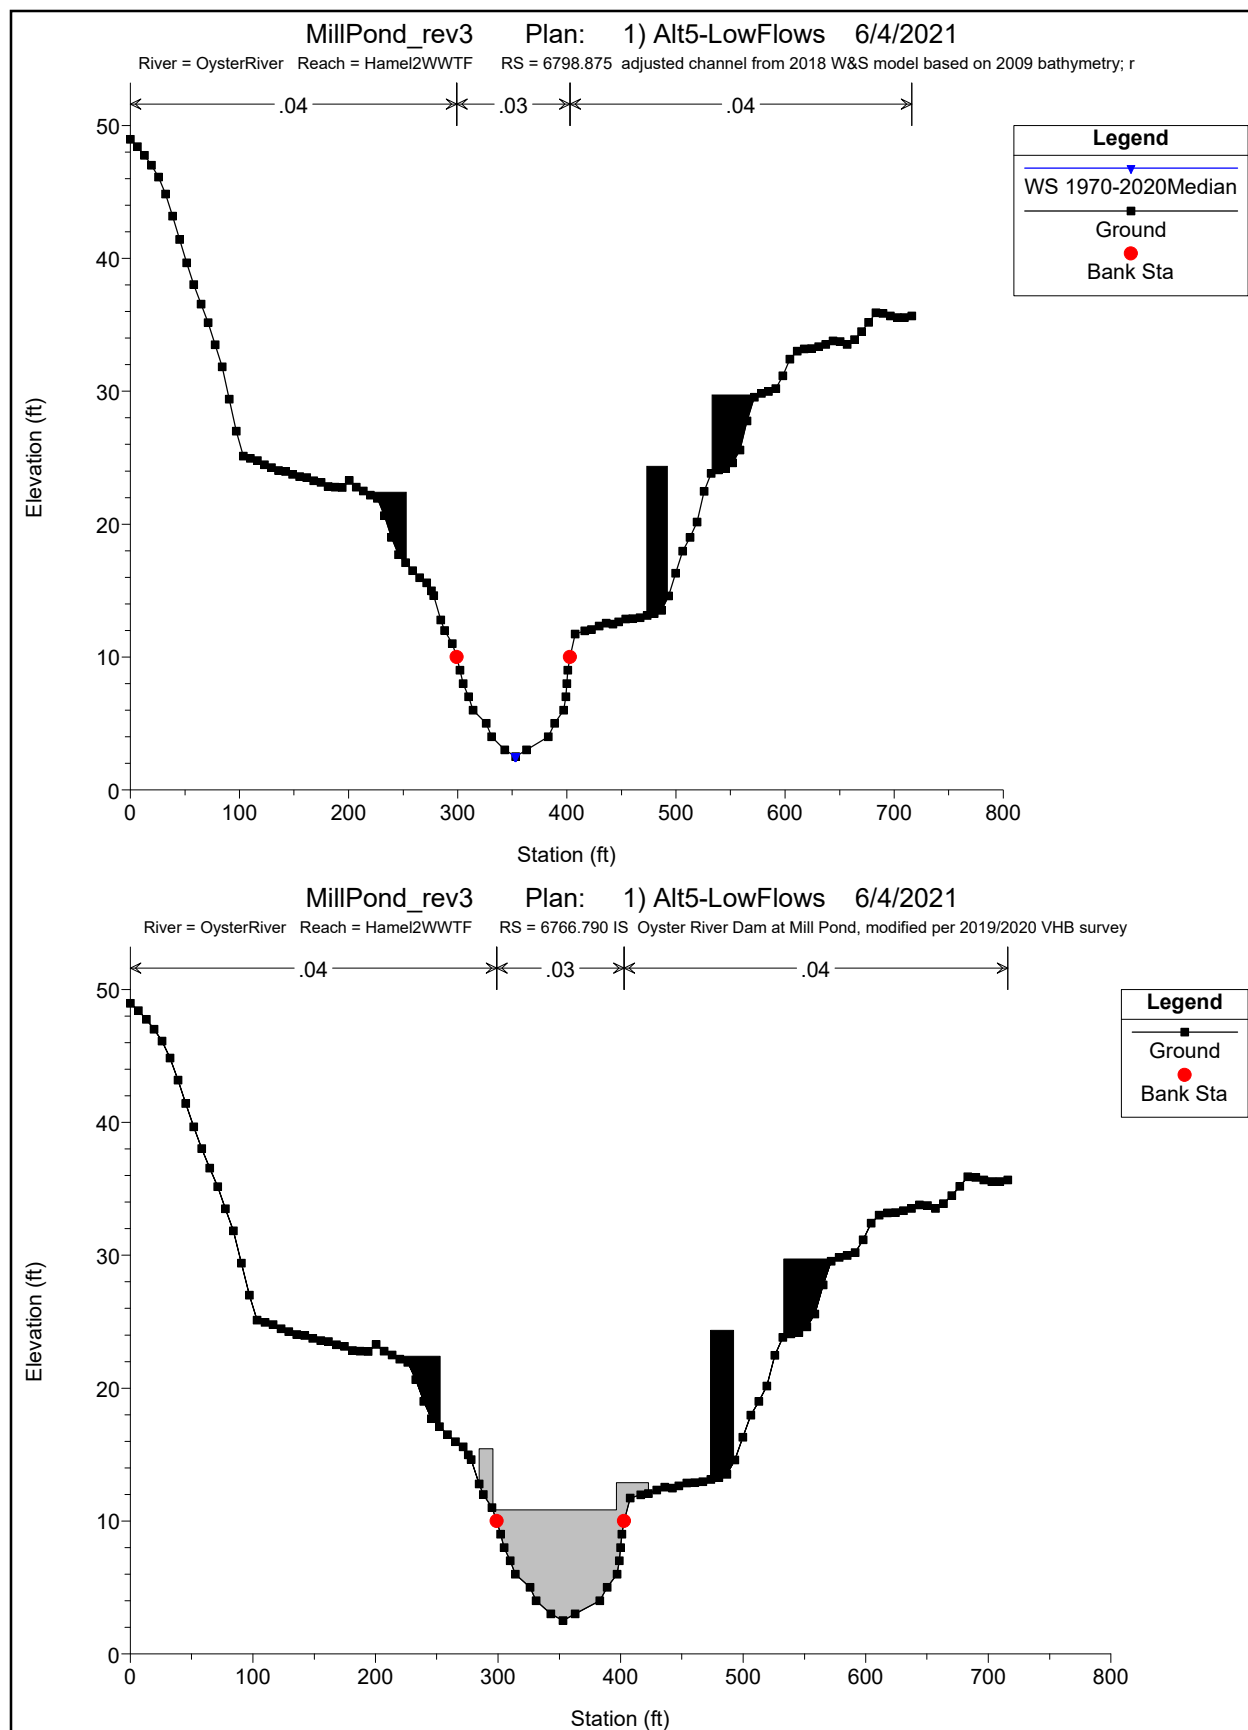 MillPond_rev3 Plan: 1) Alt5-LowFlows 6/4/2021
River = OysterRiver Reach = Hamel2WWTF RS = 6798.875 adjusted channel from 2018 W&S model based on 2009 bathymetry; r
.04 .03 .04
Legend
WS 1970-2020Median
Ground
Bank Sta
50
40
30
20
10
0
Elevation (ft)
0 100 200 300 400 500 600 700 800
Station (ft)
MillPond_rev3 Plan: 1) Alt5-LowFlows 6/4/2021
River = OysterRiver Reach = Hamel2WWTF RS = 6766.790 IS Oyster River Dam at Mill Pond, modified per 2019/2020 VHB survey
.04 .03 .04
Legend
Ground
Bank Sta
50
40
30
20
10
0
Elevation (ft)
0 100 200 300 400 500 600 700 800
Station (ft)